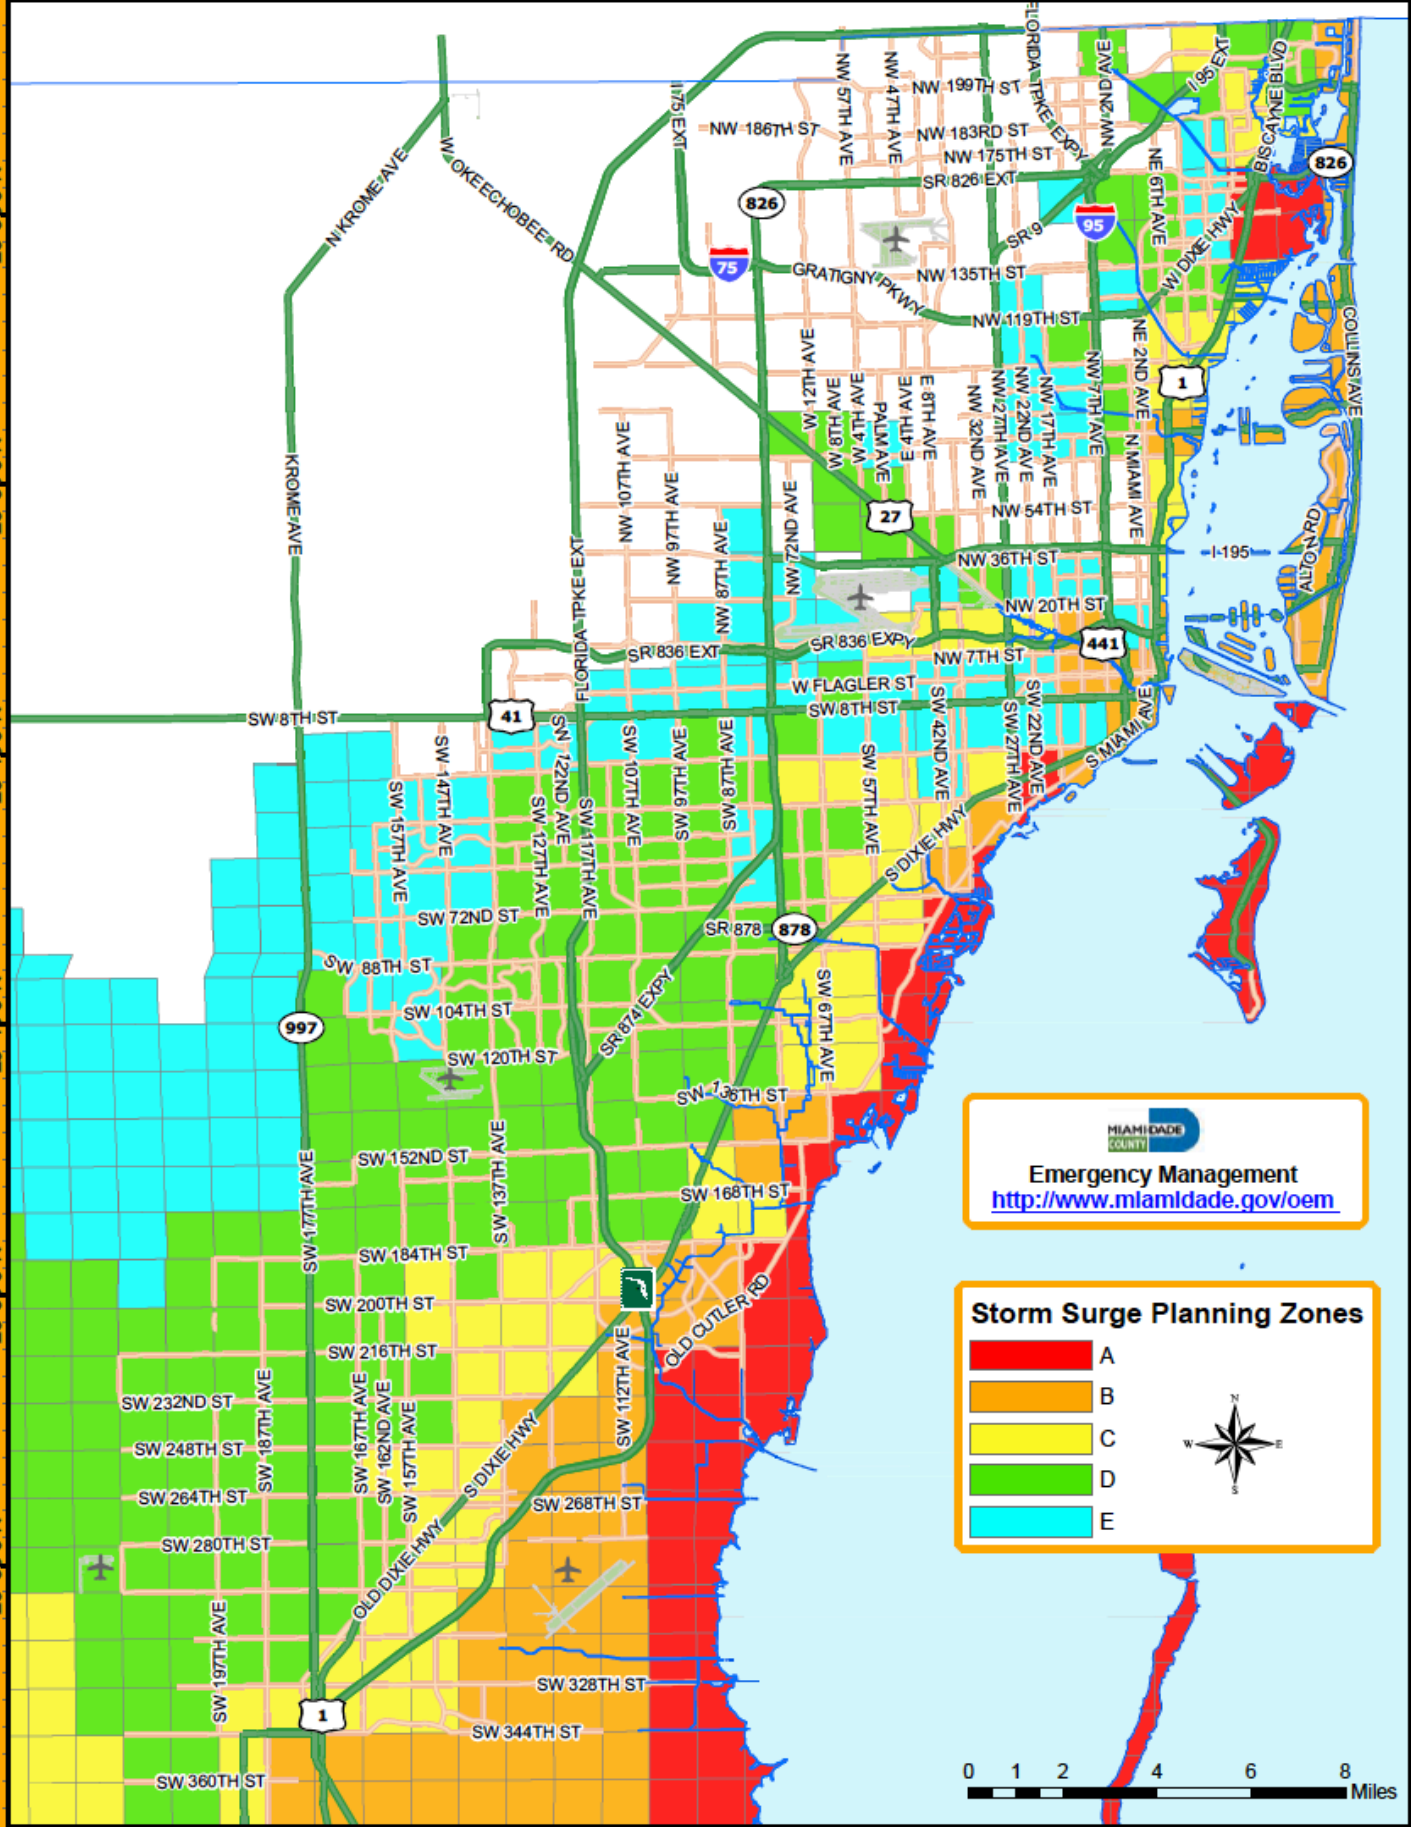 FLORIDA TPKE EXPY
NW 2ND AVE
I 95 EXT
BISCAYNE BLVD
NW 57TH AVE
NW 47TH AVE
NW 199TH ST
I 75 EXT
NW 186TH ST
NW 183RD ST
NW 175TH ST
SR 826 EXT
826
826
NE 6TH AVE
N KROME AVE
W OKEECHOBEE RD
SR 9
95
W DIXIE HWY
75
GRATIGNY PKWY
NW 135TH ST
NW 119TH ST
COLLINS AVE
W 12TH AVE
W 8TH AVE
W 4TH AVE
PALM AVE
E 4TH AVE
E 8TH AVE
NW 32ND AVE
NW 27TH AVE
NW 22ND AVE
NW 17TH AVE
NW 7TH AVE
NE 2ND AVE
N MIAMI AVE
1
KROME AVE
NW 107TH AVE
NW 97TH AVE
NW 87TH AVE
NW 72ND AVE
27
NW 54TH ST
NW 36TH ST
I 195
ALTON RD
FLORIDA TPKE EXT
NW 20TH ST
441
SR 836 EXT
SR 836 EXPY
NW 7TH ST
W FLAGLER ST
SW 8TH ST
41
SW 8TH ST
S MIAMI AVE
SW 157TH AVE
SW 147TH AVE
SW 127TH AVE
SW 122ND AVE
SW 117TH AVE
SW 107TH AVE
SW 97TH AVE
SW 87TH AVE
SW 57TH AVE
SW 42ND AVE
SW 27TH AVE
SW 22ND AVE
S DIXIE HWY
SW 72ND ST
SR 878
878
SW 88TH ST
SW 104TH ST
SR 874 EXPY
SW 67TH AVE
997
SW 120TH ST
SW 136TH ST
SW 152ND ST
SW 137TH AVE
SW 177TH AVE
SW 168TH ST
SW 184TH ST
SW 200TH ST
OLD CUTLER RD
SW 216TH ST
SW 112TH AVE
SW 232ND ST
SW 187TH AVE
SW 167TH AVE
SW 162ND AVE
SW 157TH AVE
SW 248TH ST
S DIXIE HWY
SW 264TH ST
SW 268TH ST
SW 280TH ST
OLD DIXIE HWY
SW 197TH AVE
SW 328TH ST
1
SW 344TH ST
SW 360TH ST
MIAMI-DADE
COUNTY
Emergency Management
http://www.miamidade.gov/oem
Storm Surge Planning Zones
A
B
C
D
E
N
W E
S
0 1 2 4 6 8
Miles